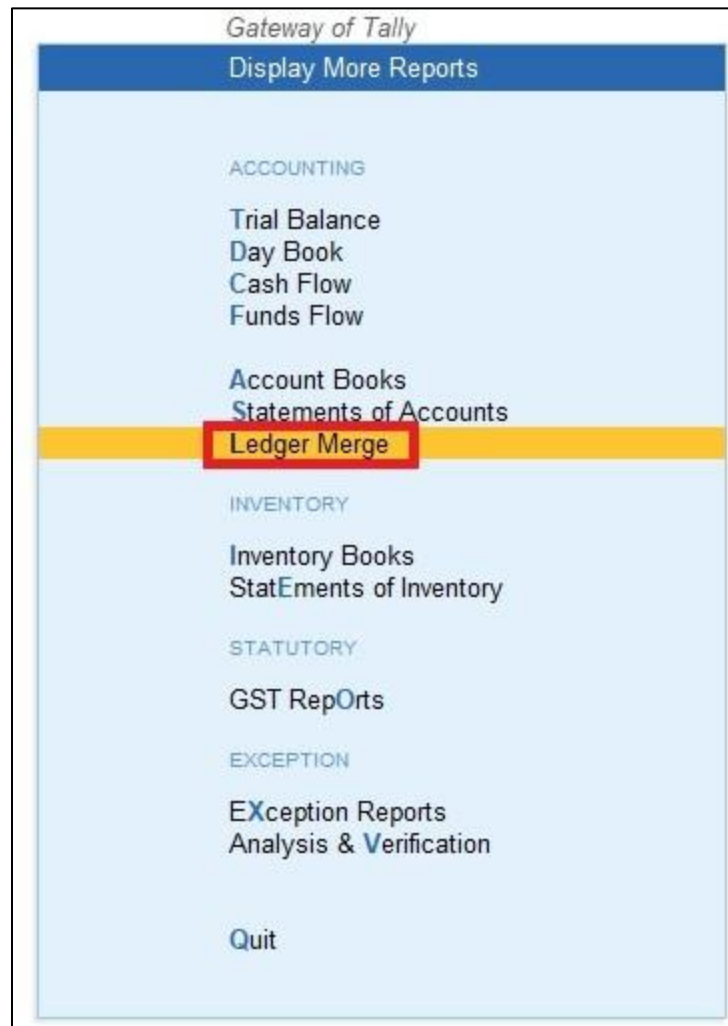 Gateway of Tally
Display More Reports
ACCOUNTING
Trial Balance
Day Book
Cash Flow
Funds Flow
Account Books
Statements of Accounts
Ledger Merge
INVENTORY
Inventory Books
StatEments of Inventory
STATUTORY
GST RepOrts
EXCEPTION
EXception Reports
Analysis & Verification
Quit